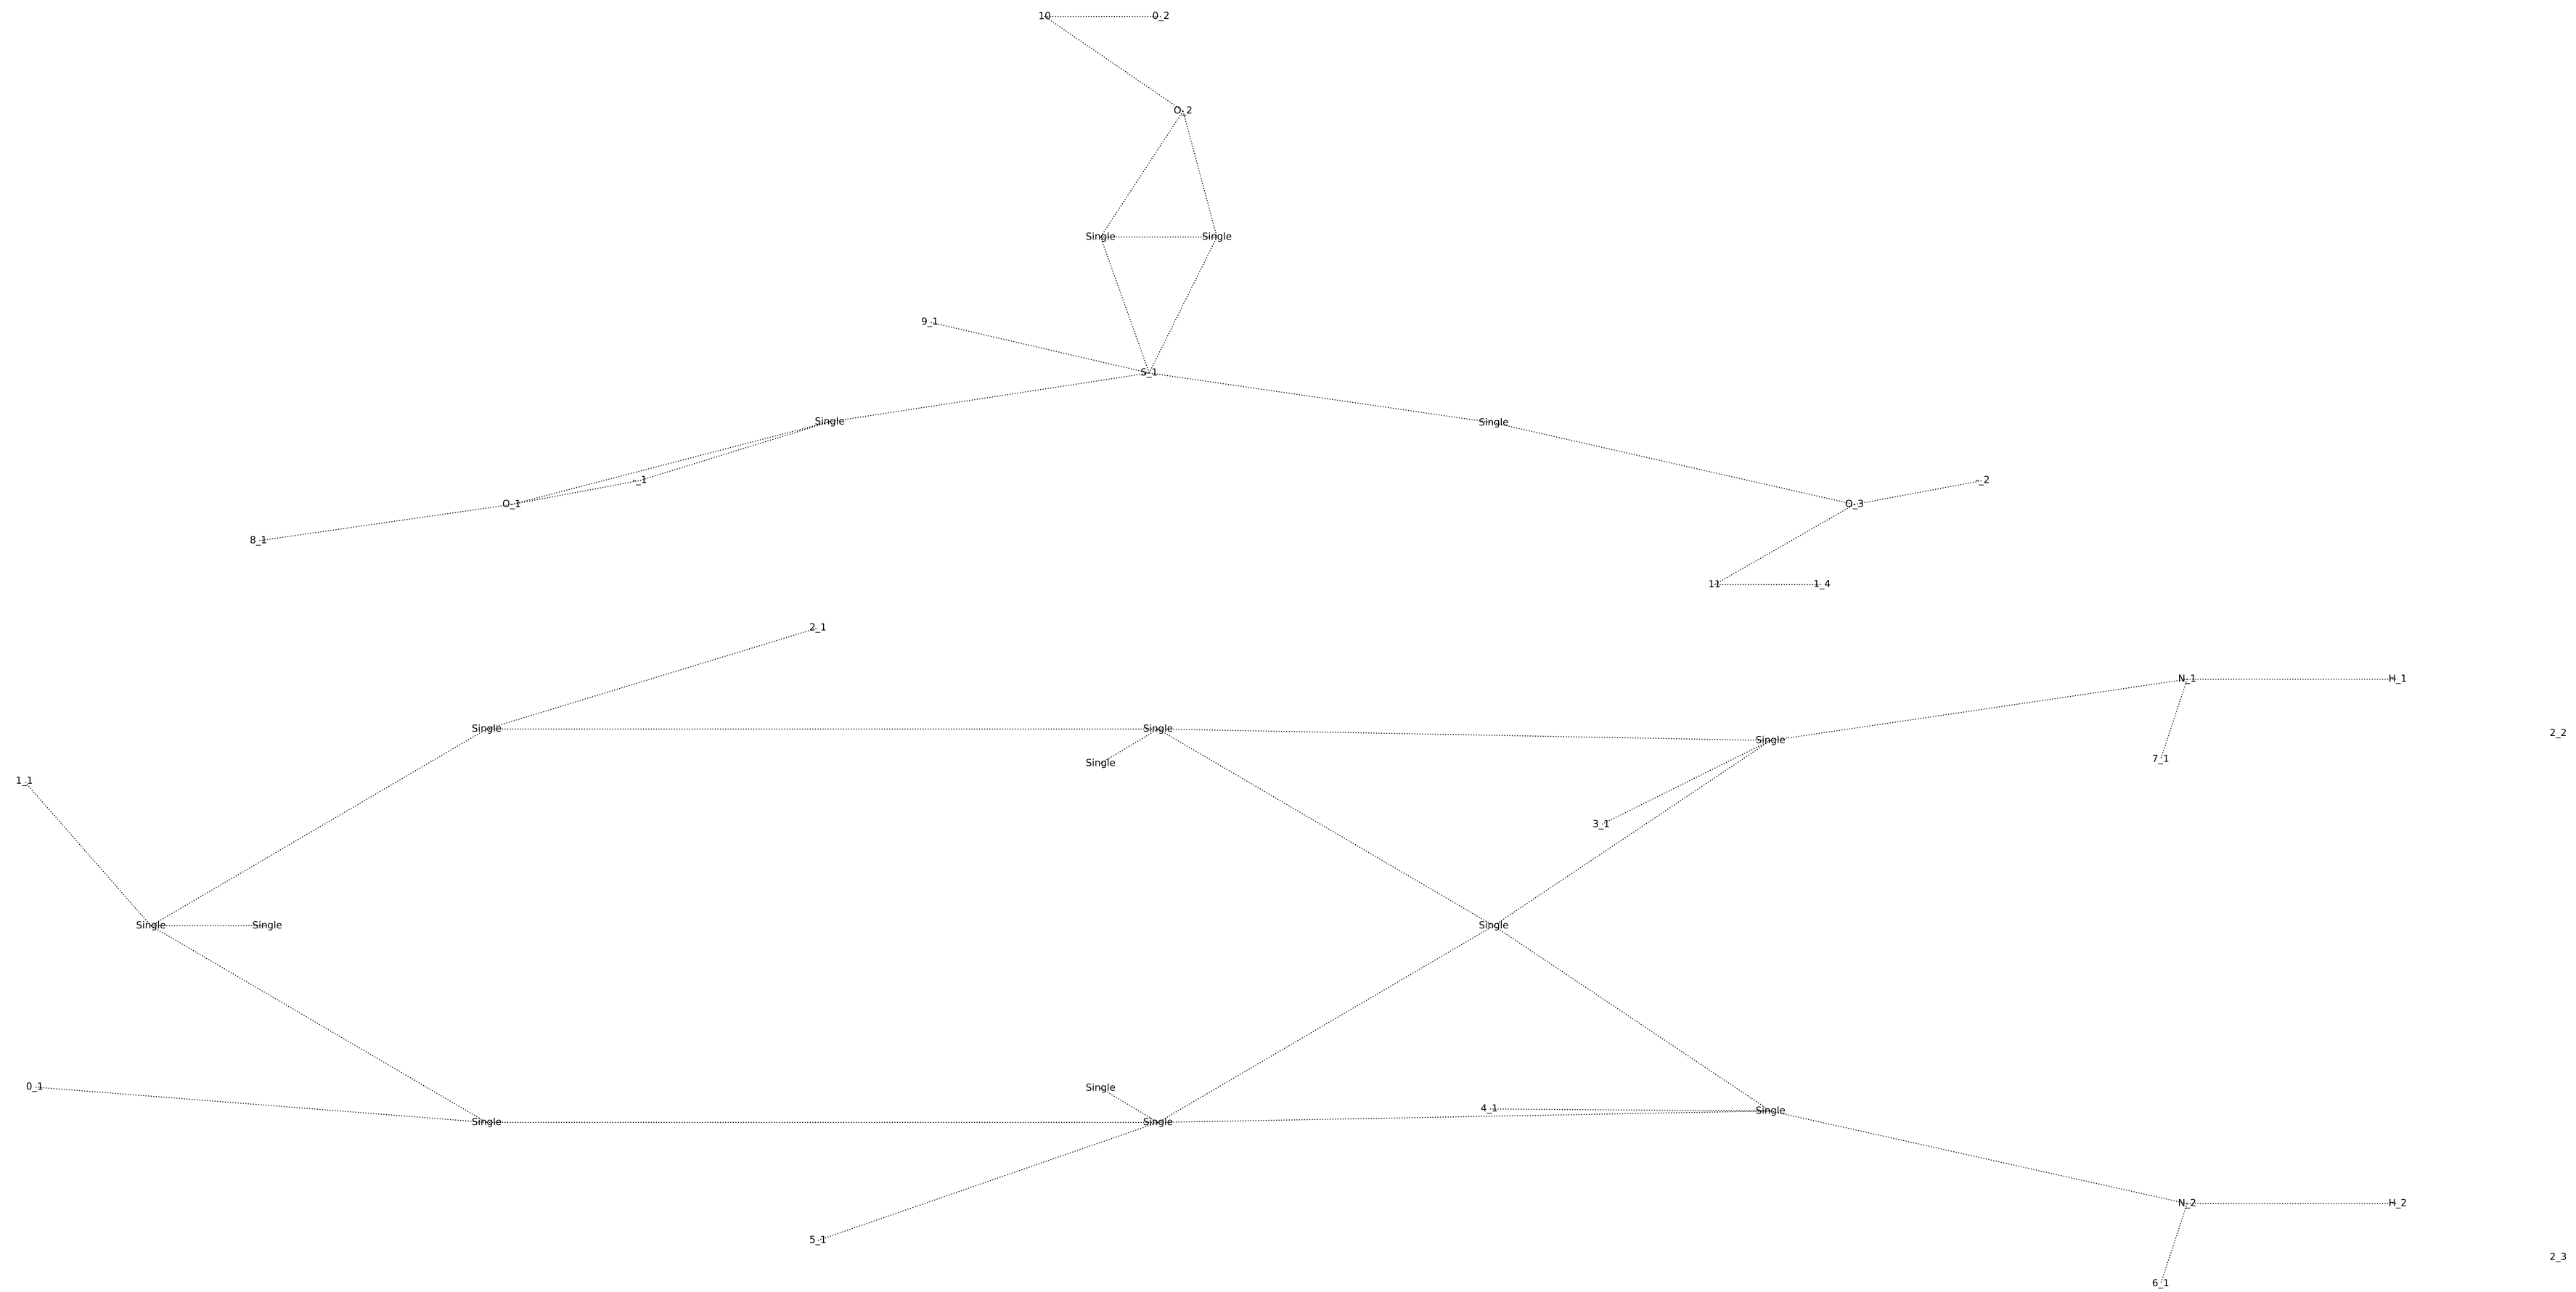 10 0_2
O_2
Single Single
9_1
S_1
Single Single
-_1 -_2
O_1 O_3
8_1
11 1_4
2_1
N_1 H_1
Single Single 2_2
Single
7_1
Single
1_1
3_1
Single Single Single
0_1 Single
4_1 Single
Single Single
N_2 H_2
5_1
2_3
6_1